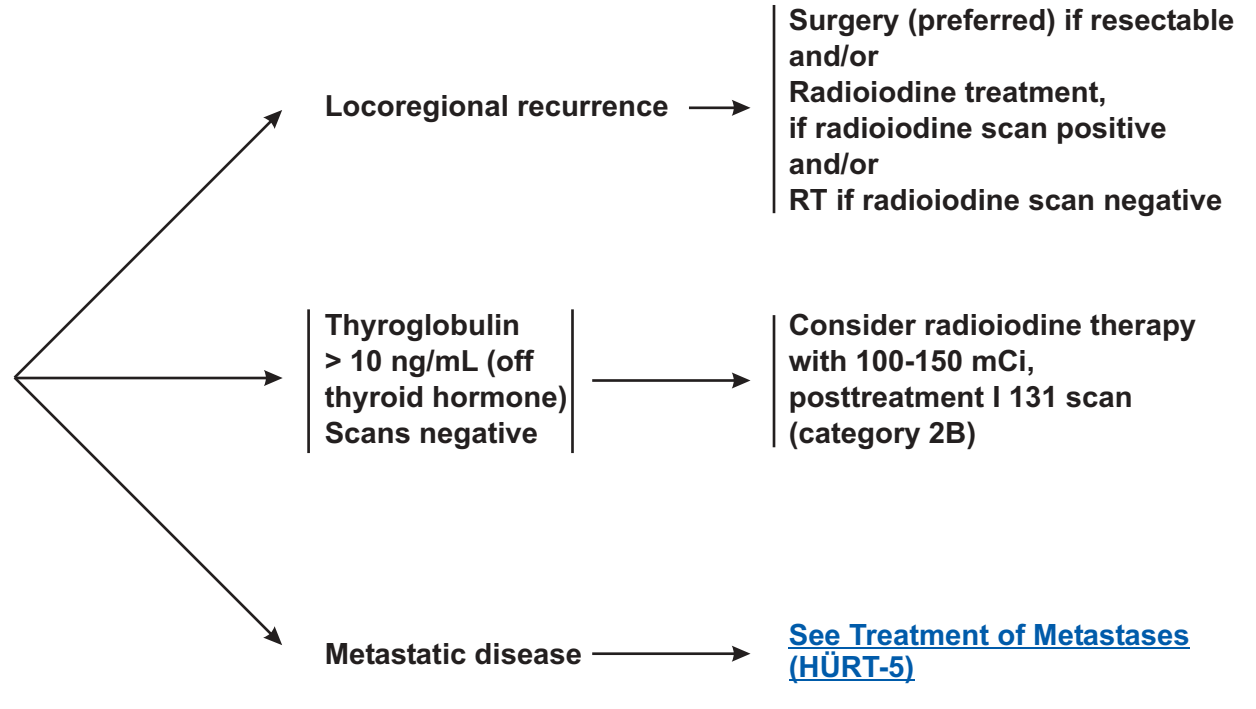 Locoregional recurrence
Surgery (preferred) if resectable
and/or
Radioiodine treatment,
if radioiodine scan positive
and/or
RT if radioiodine scan negative
Thyroglobulin
> 10 ng/mL (off
thyroid hormone)
Scans negative
Consider radioiodine therapy
with 100-150 mCi,
posttreatment I 131 scan
(category 2B)
Metastatic disease
See Treatment of Metastases
(HÜRT-5)